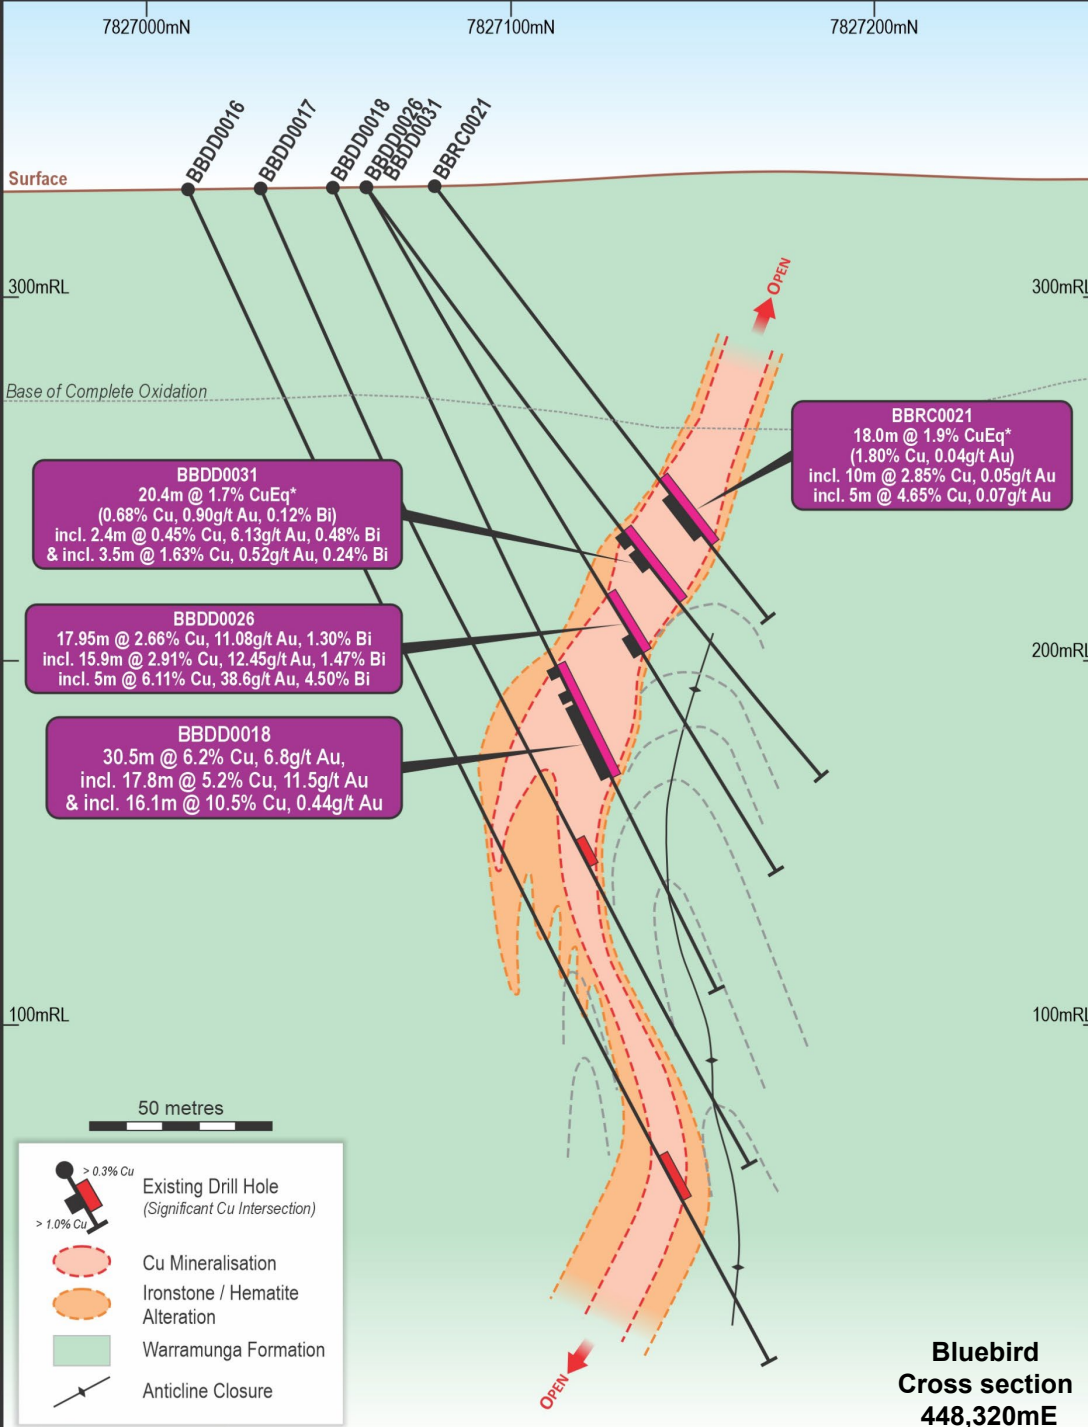 7827000mN
7827100mN
7827200mN
BBDD0016
BBDD0017
BBDD0018
BBDD0026
BBDD0031
BBRC0021
Surface
OPEN
300mRL
300mRL
Base of Complete Oxidation
BBRC0021
18.0m @ 1.9% CuEq*
(1.80% Cu, 0.04g/t Au)
incl. 10m @ 2.85% Cu, 0.05g/t Au
incl. 5m @ 4.65% Cu, 0.07g/t Au
BBDD0031
20.4m @ 1.7% CuEq*
(0.68% Cu, 0.90g/t Au, 0.12% Bi)
incl. 2.4m @ 0.45% Cu, 6.13g/t Au, 0.48% Bi
& incl. 3.5m @ 1.63% Cu, 0.52g/t Au, 0.24% Bi
BBDD0026
17.95m @ 2.66% Cu, 11.08g/t Au, 1.30% Bi
incl. 15.9m @ 2.91% Cu, 12.45g/t Au, 1.47% Bi
incl. 5m @ 6.11% Cu, 38.6g/t Au, 4.50% Bi
200mRL
BBDD0018
30.5m @ 6.2% Cu, 6.8g/t Au,
incl. 17.8m @ 5.2% Cu, 11.5g/t Au
& incl. 16.1m @ 10.5% Cu, 0.44g/t Au
100mRL
100mRL
50 metres
> 0.3% Cu
> 1.0% Cu
Existing Drill Hole
(Significant Cu Intersection)
Cu Mineralisation
Ironstone / Hematite
Alteration
Warramunga Formation
Anticline Closure
OPEN
Bluebird
Cross section
448,320mE